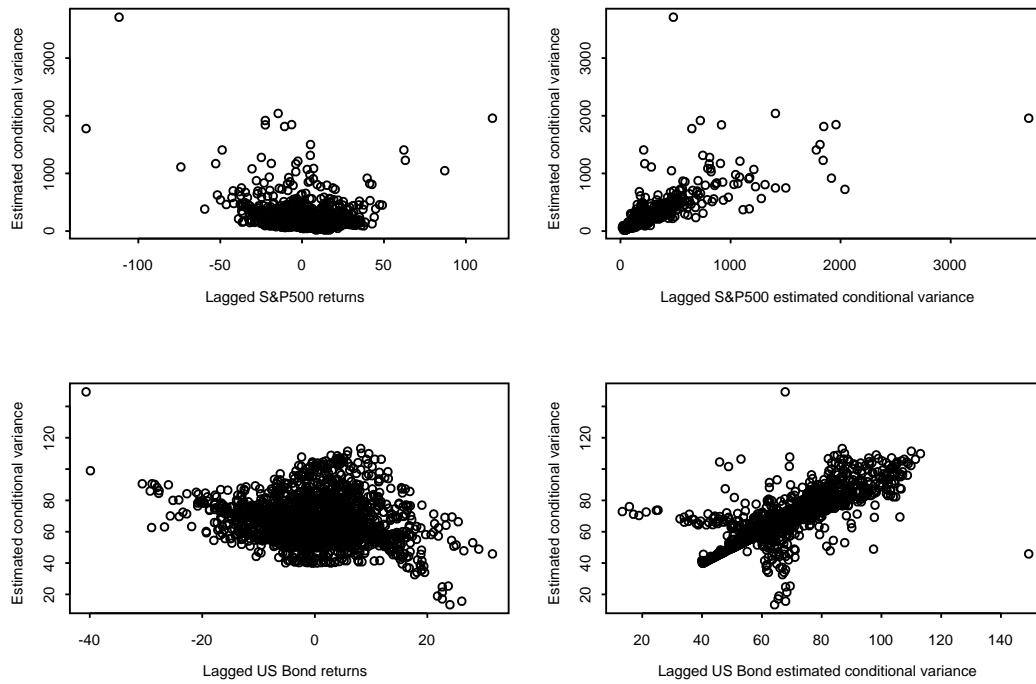 Estimated conditional variance
0 1000 2000 3000
-100 -50 0 50 100
Lagged S&P500 returns
Estimated conditional variance
0 1000 2000 3000
0 1000 2000 3000
Lagged S&P500 estimated conditional variance
Estimated conditional variance
20 40 60 80 120
-40 -20 0 20
Lagged US Bond returns
Estimated conditional variance
20 40 60 80 120
20 40 60 80 100 140
Lagged US Bond estimated conditional variance